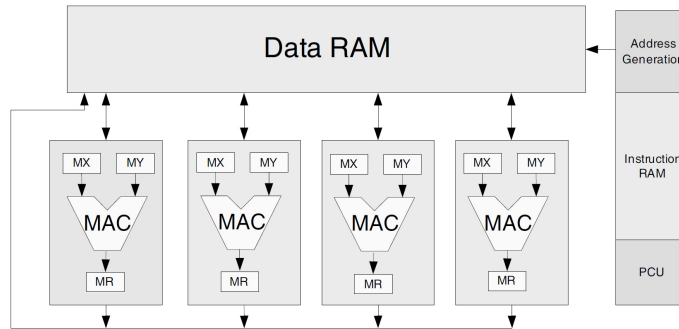 Data RAM
Address
Generation
MX MY
MAC
MR
MX MY
MAC
MR
MX MY
MAC
MR
MX MY
MAC
MR
Instruction
RAM
PCU